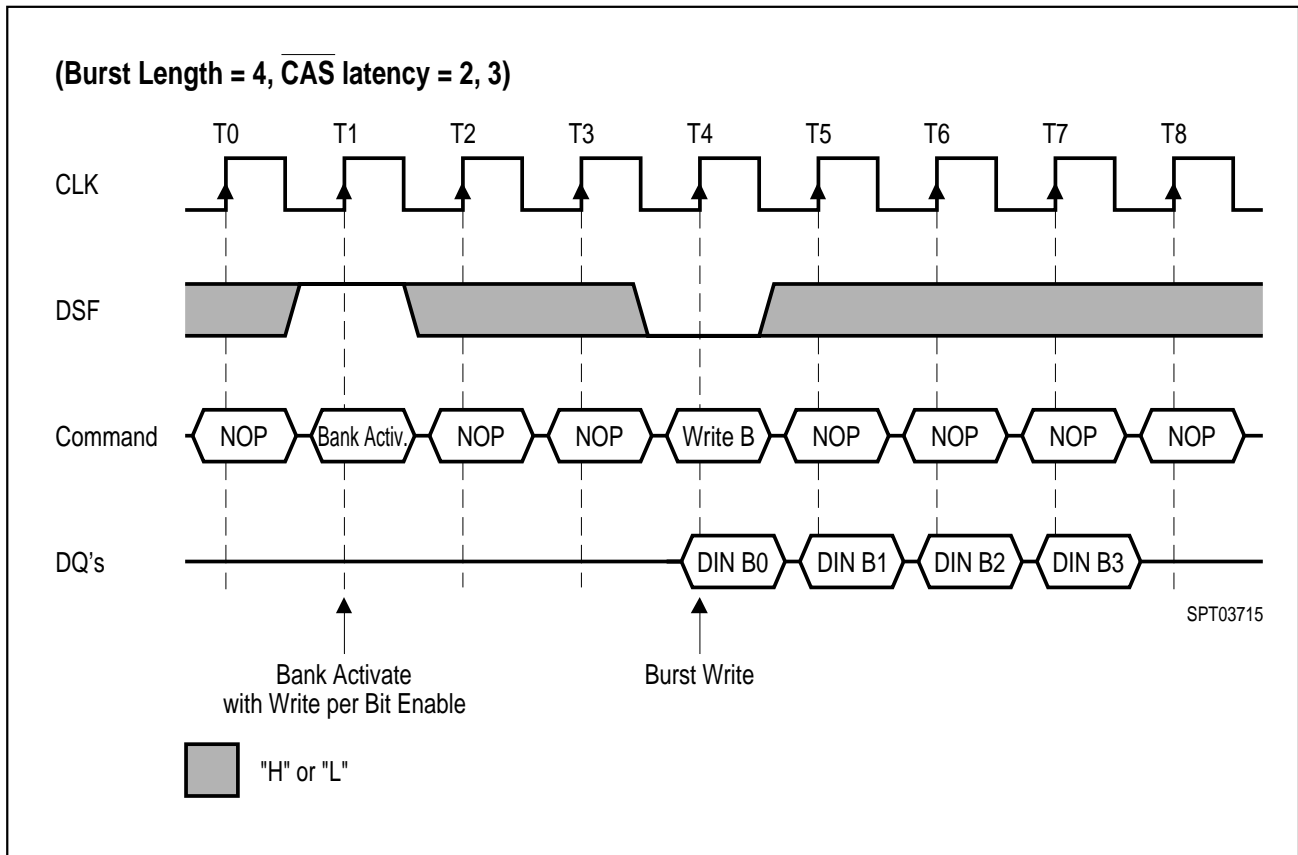 (Burst Length = 4, CAS latency = 2, 3)
T0 T1 T2 T3 T4 T5 T6 T7 T8
CLK
DSF
Command NOP Bank Activ. NOP NOP Write B NOP NOP NOP NOP
DQ's DIN B0 DIN B1 DIN B2 DIN B3
SPT03715
Bank Activate
with Write per Bit Enable
Burst Write
"H" or "L"